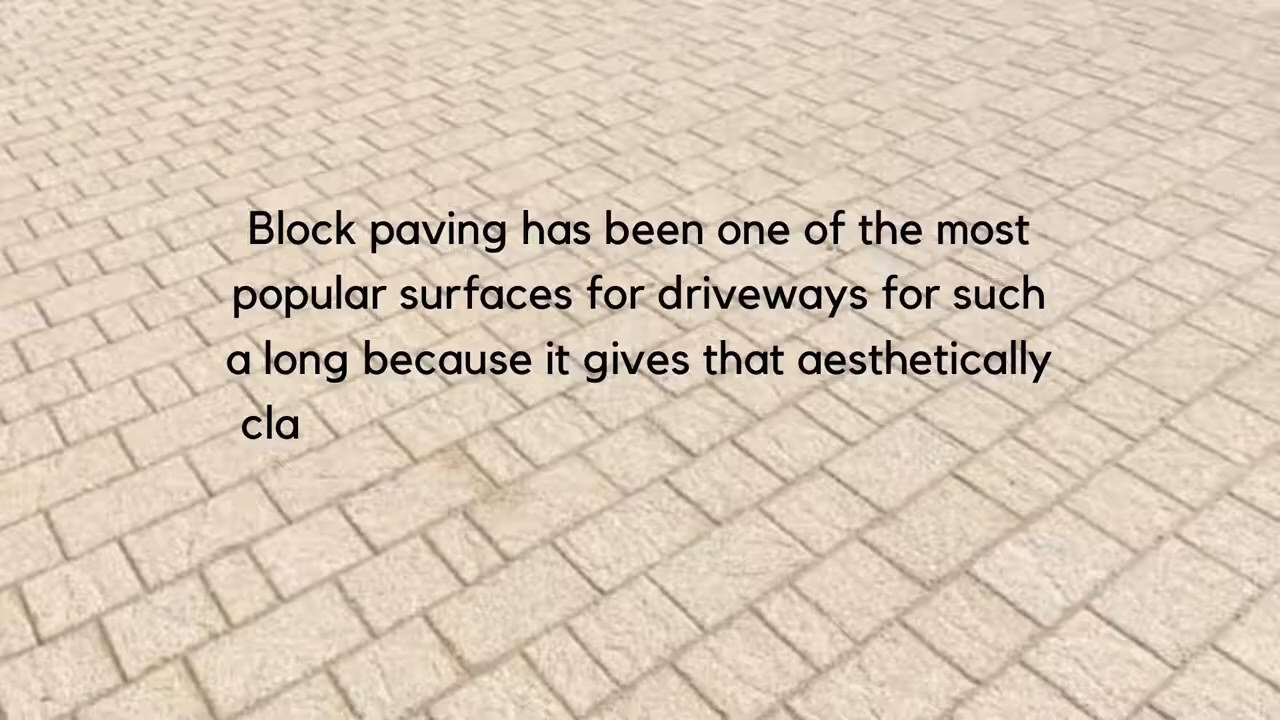 Block paving has been one of the most
popular surfaces for driveways for such
a long because it gives that aesthetically
cla